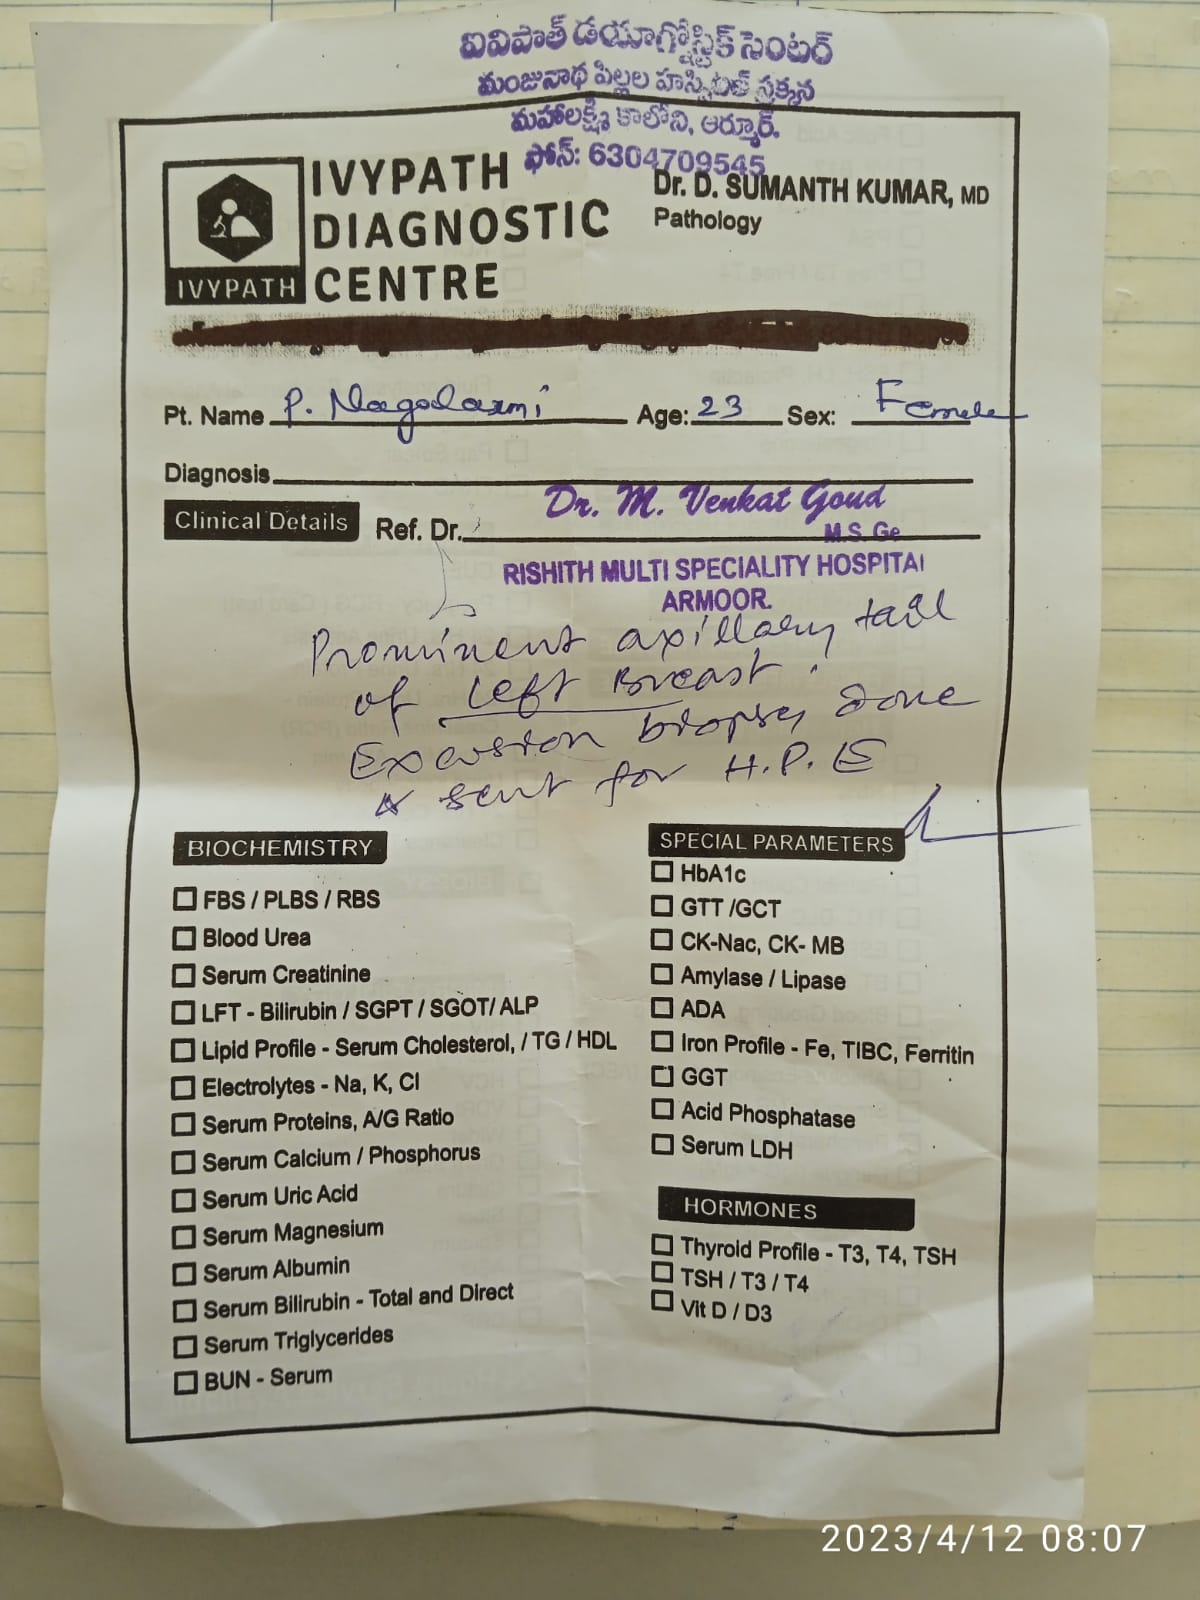 ఐవిపాత్ డయాగ్నోస్టిక్ సెంటర్
మంజునాథ పిల్లల హస్పిటల్ ప్రక్కన
మహాలక్ష్మి కాలోని, ఆర్మూర్.
ఫోన్: 6304709545
IVYPATH
DIAGNOSTIC
CENTRE
IVYPATH
Dr. D. SUMANTH KUMAR, MD
Pathology
Pt. Name P. Nagalaxmi Age: 23 Sex: Female
Diagnosis
Dr. M. Venkat Goud
M.S. Ge
Clinical Details Ref. Dr.
RISHITH MULTI SPECIALITY HOSPITAL
ARMOOR.
Prominent axillary tail
of Left Breast.
Excusion biopsy done
& sent for H.P.E
BIOCHEMISTRY
FBS / PLBS / RBS
Blood Urea
Serum Creatinine
LFT - Bilirubin / SGPT / SGOT/ ALP
Lipid Profile - Serum Cholesterol, / TG / HDL
Electrolytes - Na, K, Cl
Serum Proteins, A/G Ratio
Serum Calcium / Phosphorus
Serum Uric Acid
Serum Magnesium
Serum Albumin
Serum Bilirubin - Total and Direct
Serum Triglycerides
BUN - Serum
SPECIAL PARAMETERS
HbA1c
GTT /GCT
CK-Nac, CK- MB
Amylase / Lipase
ADA
Iron Profile - Fe, TIBC, Ferritin
GGT
Acid Phosphatase
Serum LDH
HORMONES
Thyroid Profile - T3, T4, TSH
TSH / T3 / T4
Vit D / D3
2023/4/12 08:07